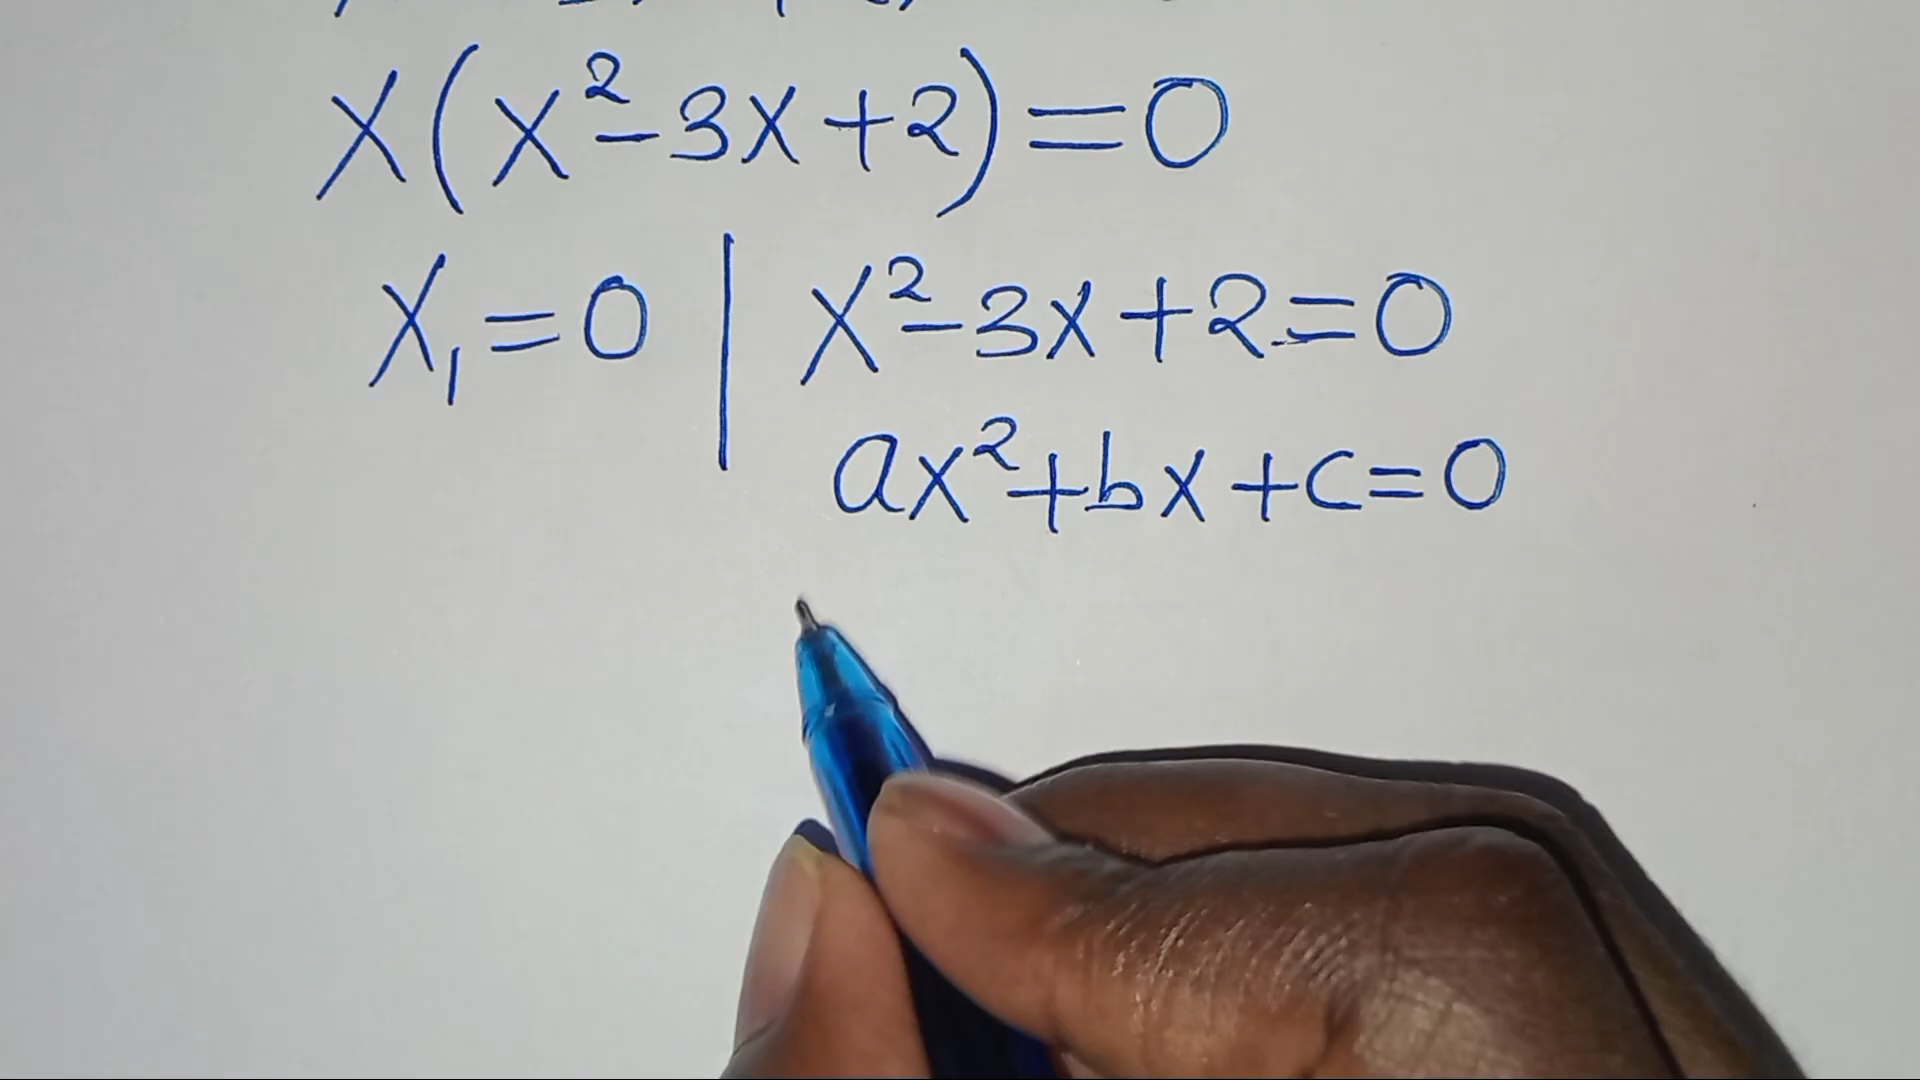 X(x²-3x+2)=0
X₁=0 | x²-3x+2=0
ax²+bx+c=0